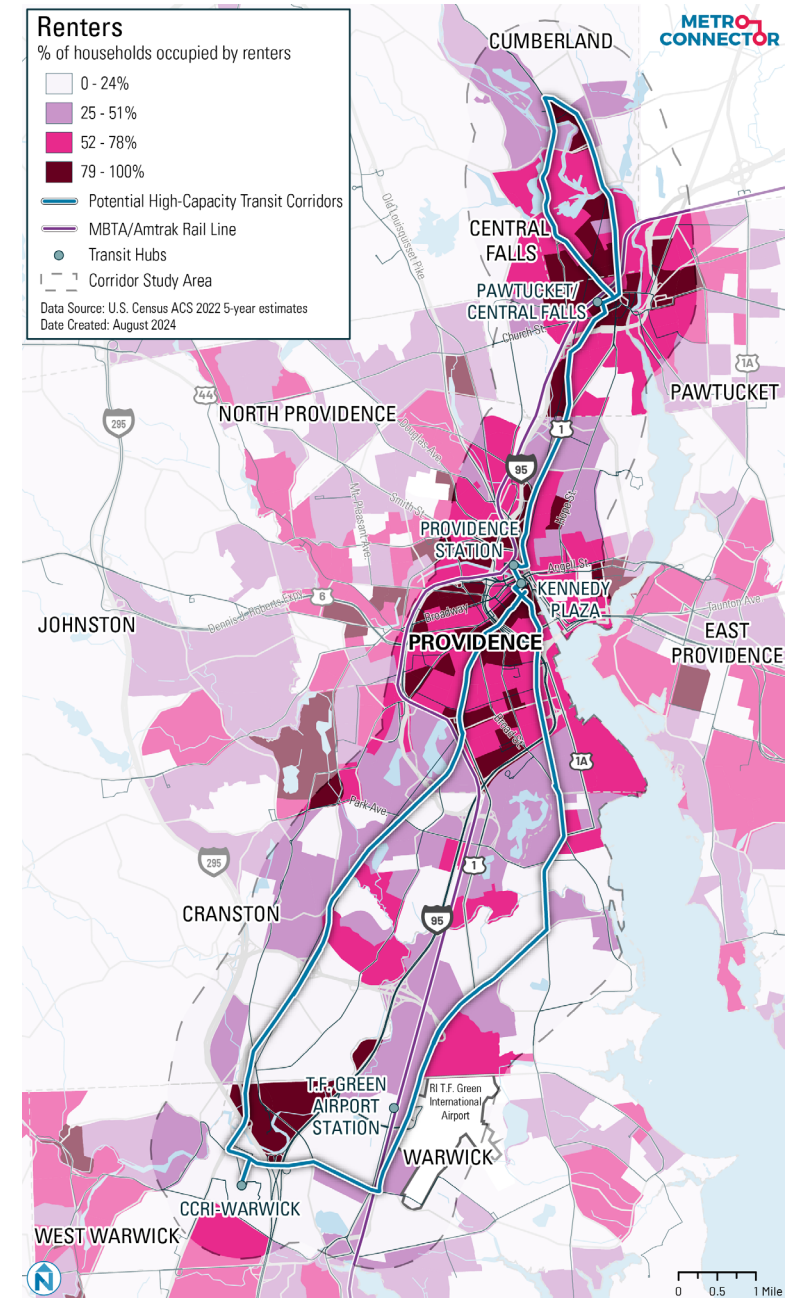 Renters
% of households occupied by renters
0 - 24%
25 - 51%
52 - 78%
79 - 100%
Potential High-Capacity Transit Corridors
MBTA/Amtrak Rail Line
Transit Hubs
Corridor Study Area
Data Source: U.S. Census ACS 2022 5-year estimates
Date Created: August 2024
METRO
CONNECTOR
CUMBERLAND
Old Louisquisset Pike
CENTRAL
FALLS
PAWTUCKET/
CENTRAL FALLS
Church St.
1A
PAWTUCKET
44
295
NORTH PROVIDENCE
Douglas Ave.
1
95
Mt. Pleasant Ave.
Smith St.
Hope St.
PROVIDENCE
STATION
Angell St.
6
Dennis J. Roberts Expy
KENNEDY
PLAZA
Broadway
Taunton Ave
JOHNSTON
PROVIDENCE
EAST
PROVIDENCE
Broad St.
1A
Park Ave.
295
1
CRANSTON
95
T.F. GREEN
AIRPORT
STATION
RI T.F. Green
International
Airport
WARWICK
CCRI-WARWICK
WEST WARWICK
N
0 0.5 1 Mile